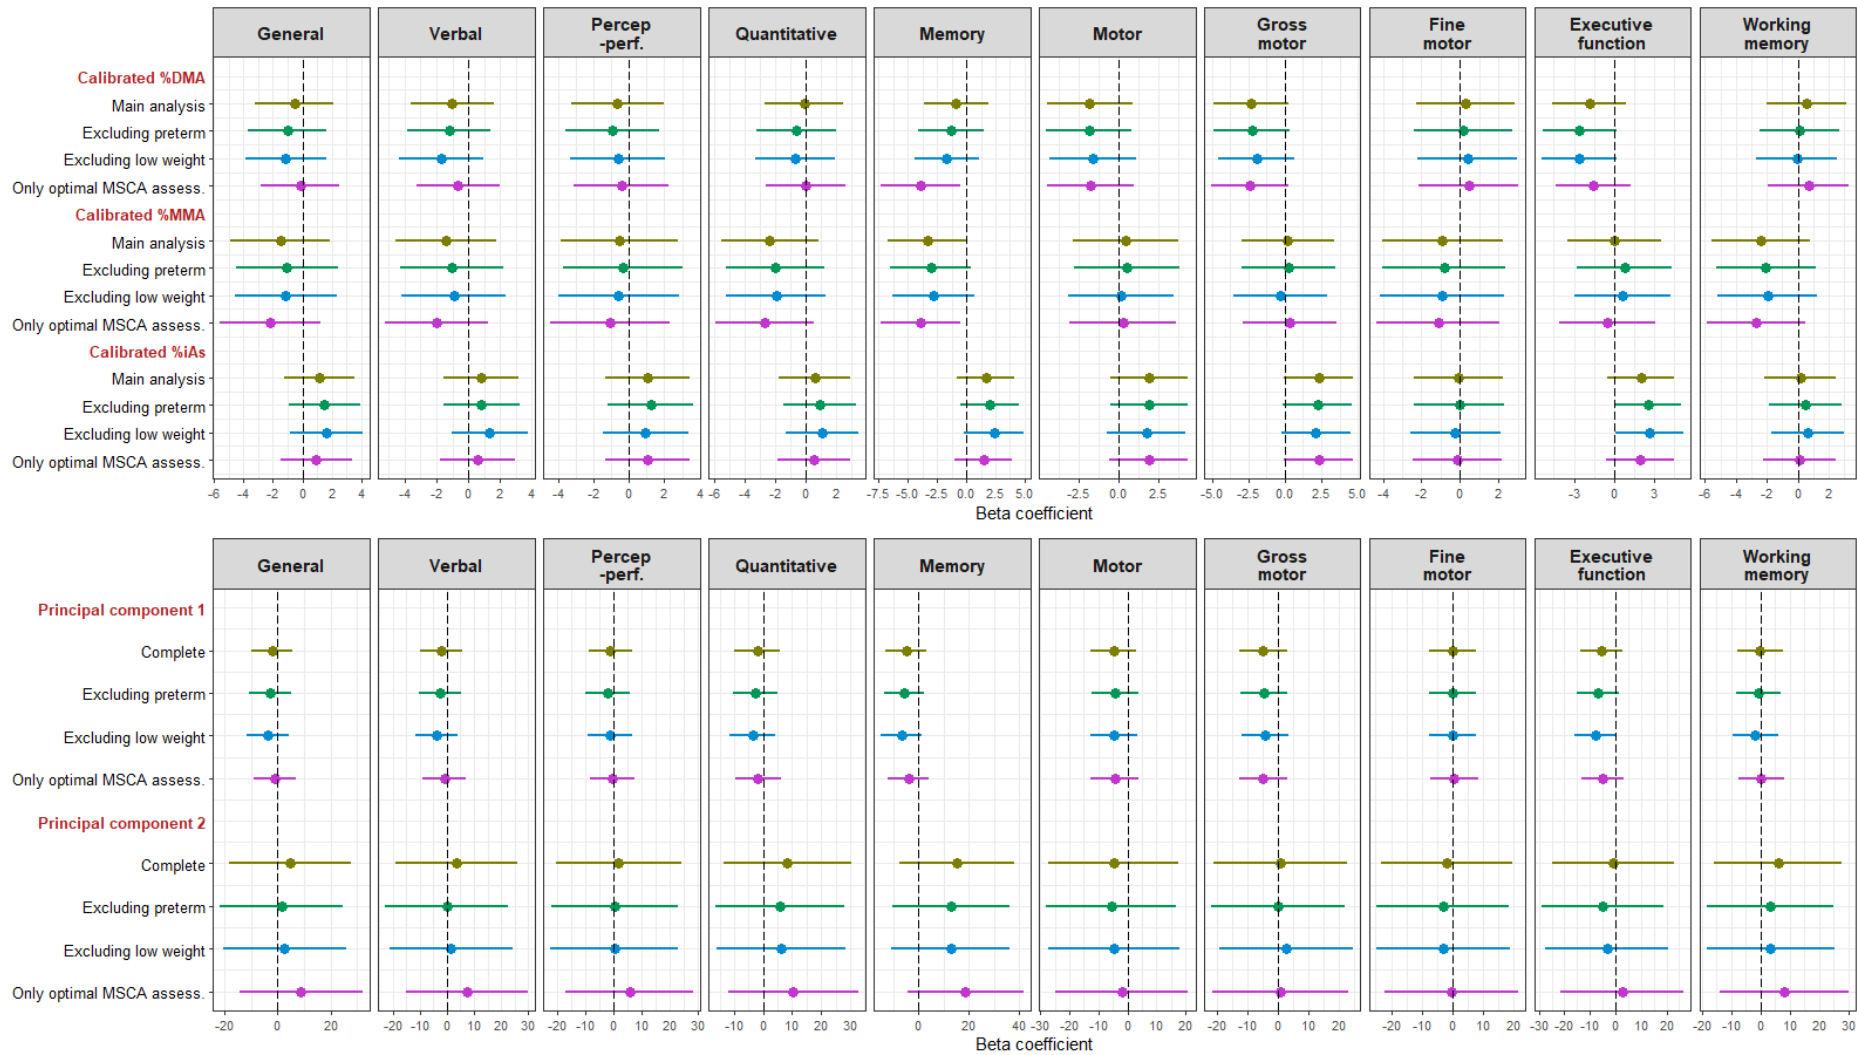 General Verbal Percep Quantitative Memory Motor Gross Fine Executive Working
-perf. motor motor function memory
Calibrated %DMA
Main analysis
Excluding preterm
Excluding low weight
Only optimal MSCA assess.
Calibrated %MMA
Main analysis
Excluding preterm
Excluding low weight
Only optimal MSCA assess.
Calibrated %iAs
Main analysis
Excluding preterm
Excluding low weight
Only optimal MSCA assess.
-6 -4 -2 0 2 4 -4 -2 0 2 4 -4 -2 0 2 4 -6 -4 -2 0 2 -7.5 -5.0 -2.5 0.0 2.5 5.0 -2.5 0.0 2.5 -5.0 -2.5 0.0 2.5 5.0 -4 -2 0 2 -3 0 3 -6 -4 -2 0 2
Beta coefficient
General Verbal Percep Quantitative Memory Motor Gross Fine Executive Working
-perf. motor motor function memory
Principal component 1
Complete
Excluding preterm
Excluding low weight
Only optimal MSCA assess.
Principal component 2
Complete
Excluding preterm
Excluding low weight
Only optimal MSCA assess.
-20 0 20 -20 -10 0 10 20 30 -20 -10 0 10 20 30 -10 0 10 20 30 0 20 40 -30 -20 -10 0 10 20 -20 -10 0 10 20 -20 -10 0 10 20 -30 -20 -10 0 10 20 -20 -10 0 10 20 30
Beta coefficient